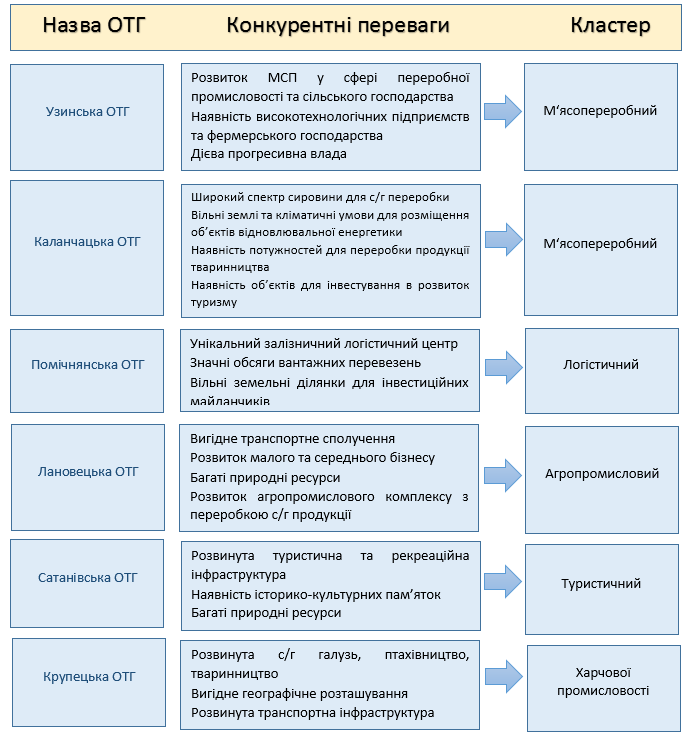 Назва ОТГ Конкурентні переваги Кластер
Узинська ОТГ
Розвиток МСП у сфері переробної
промисловості та сільського господарства
Наявність високотехнологічних підприємств
та фермерського господарства
Дієва прогресивна влада
М‘ясопереробний
Каланчацька ОТГ
Широкий спектр сировини для с/г переробки
Вільні землі та кліматичні умови для розміщення
об’єктів відновлювальної енергетики
Наявність потужностей для переробки продукції
тваринництва
Наявність об’єктів для інвестування в розвиток
туризму
М‘ясопереробний
Помічнянська ОТГ
Унікальний залізничний логістичний центр
Значні обсяги вантажних перевезень
Вільні земельні ділянки для інвестиційних
майданчиків
Логістичний
Лановецька ОТГ
Вигідне транспортне сполучення
Розвиток малого та середнього бізнесу
Багаті природні ресурси
Розвиток агропромислового комплексу з
переробкою с/г продукції
Агропромисловий
Сатанівська ОТГ
Розвинута туристична та рекреаційна
інфраструктура
Наявність історико-культурних пам’яток
Багаті природні ресурси
Туристичний
Крупецька ОТГ
Розвинута с/г галузь, птахівництво,
тваринництво
Вигідне географічне розташування
Розвинута транспортна інфраструктура
Харчової
промисловості